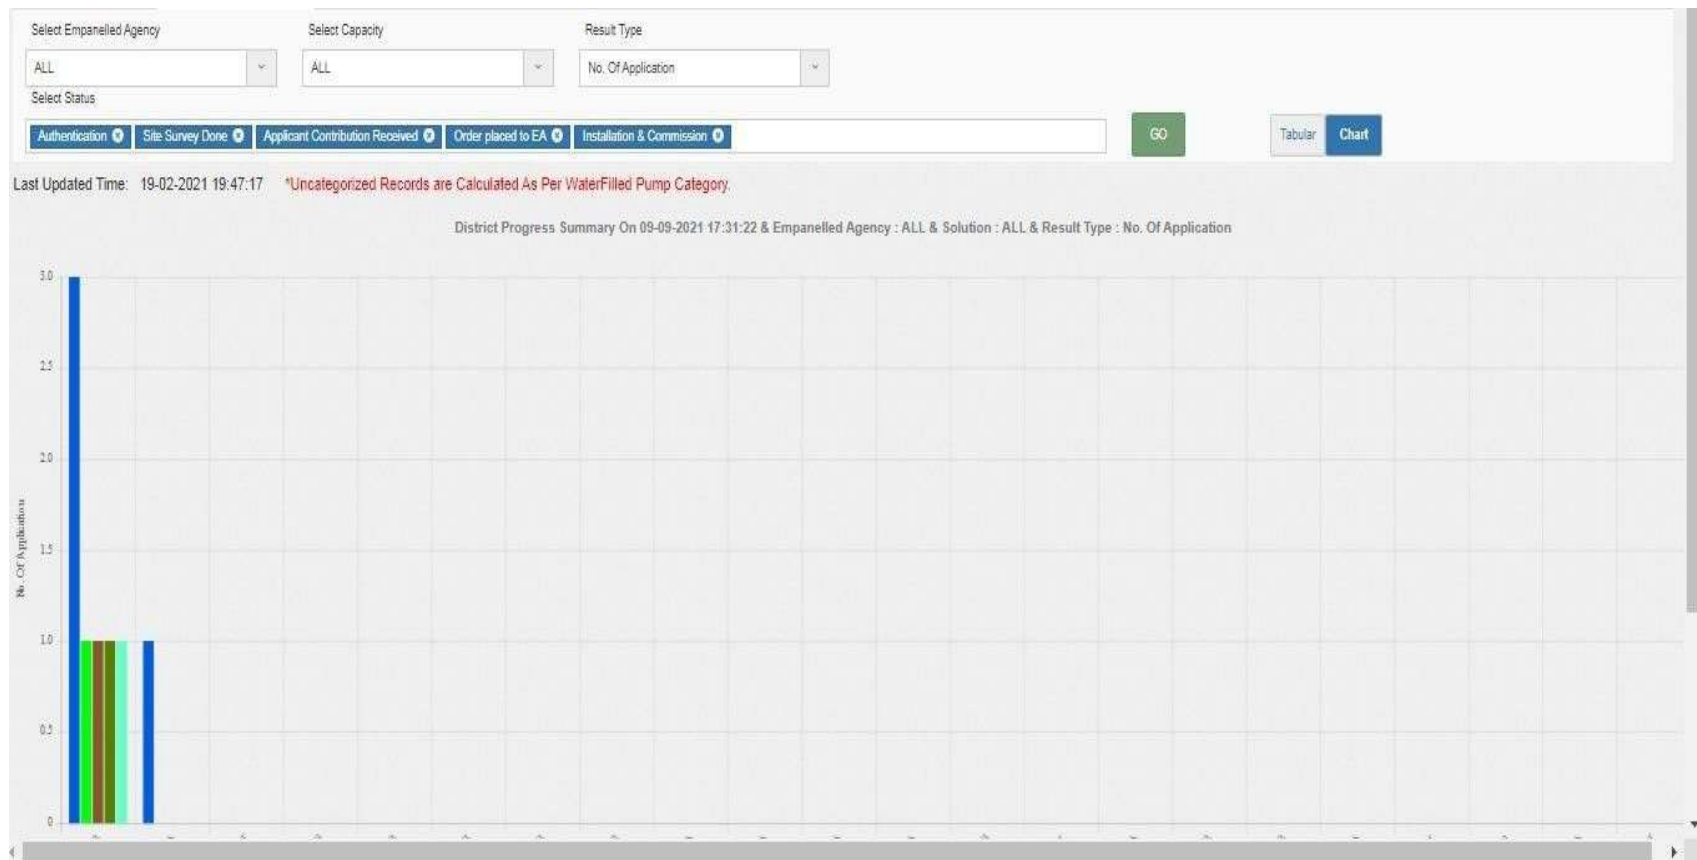 Select Empanelled Agency Select Capacity Result Type
ALL ALL No. Of Application
Select Status
Authentication Site Survey Done Applicant Contribution Received Order placed to EA Installation & Commission GO Tabular Chart
Last Updated Time: 19-02-2021 19:47:17 *Uncategorized Records are Calculated As Per WaterFilled Pump Category.
District Progress Summary On 09-09-2021 17:31:22 & Empanelled Agency : ALL & Solution : ALL & Result Type : No. Of Application
3.0
2.5
2.0
No. Of Application
1.5
1.0
0.5
0